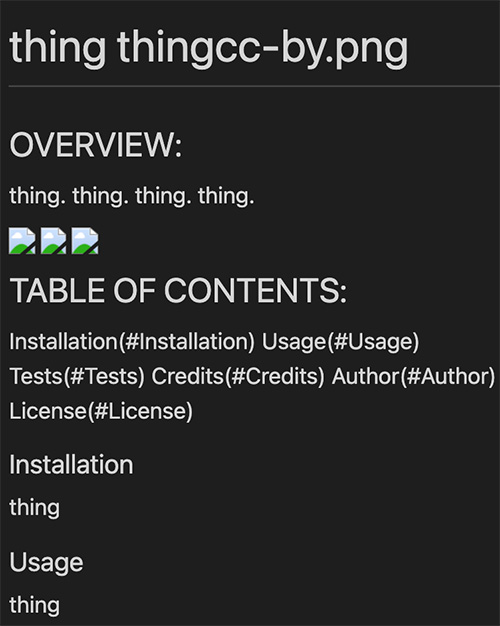 thing thingcc-by.png
OVERVIEW:
thing. thing. thing. thing.
TABLE OF CONTENTS:
Installation(#Installation) Usage(#Usage)
Tests(#Tests) Credits(#Credits) Author(#Author)
License(#License)
Installation
thing
Usage
thing